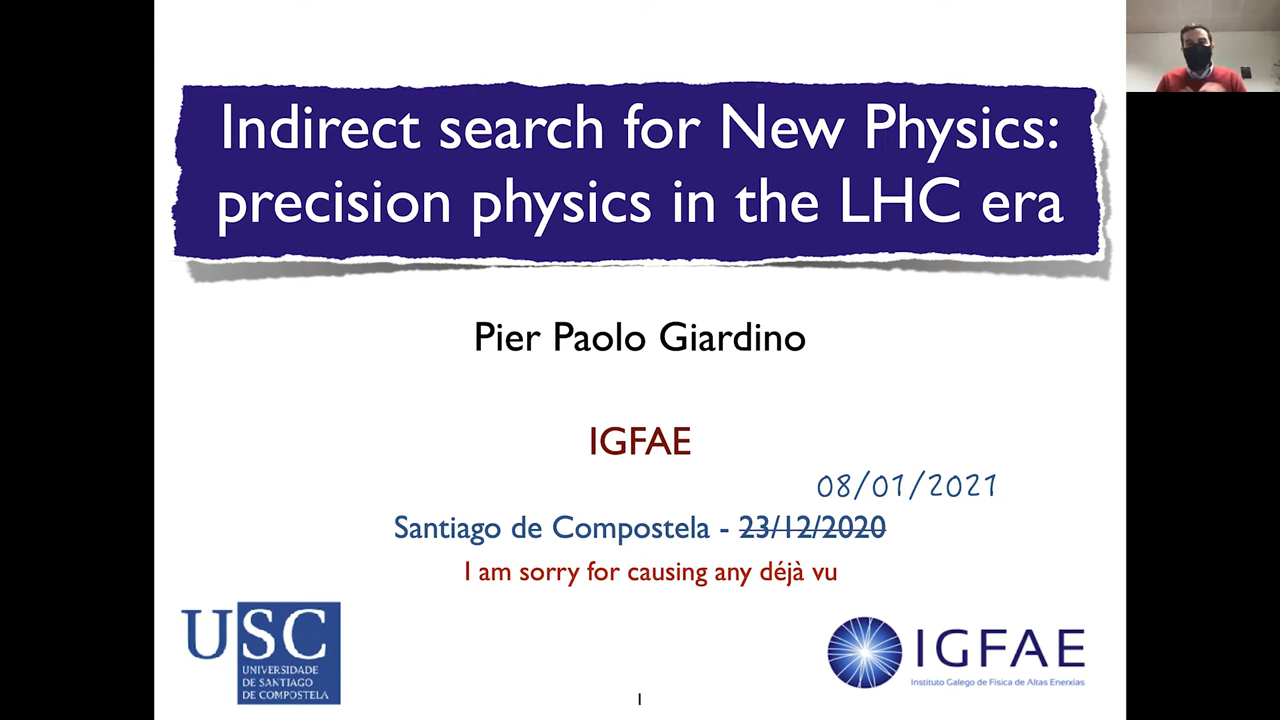 Indirect search for New Physics:
precision physics in the LHC era
Pier Paolo Giardino
IGFAE
08/01/2021
Santiago de Compostela - 23/12/2020
I am sorry for causing any déjà vu
USC
UNIVERSIDADE
DE SANTIAGO
DE COMPOSTELA
IGFAE
Instituto Galego de Física de Altas Enerxías
1